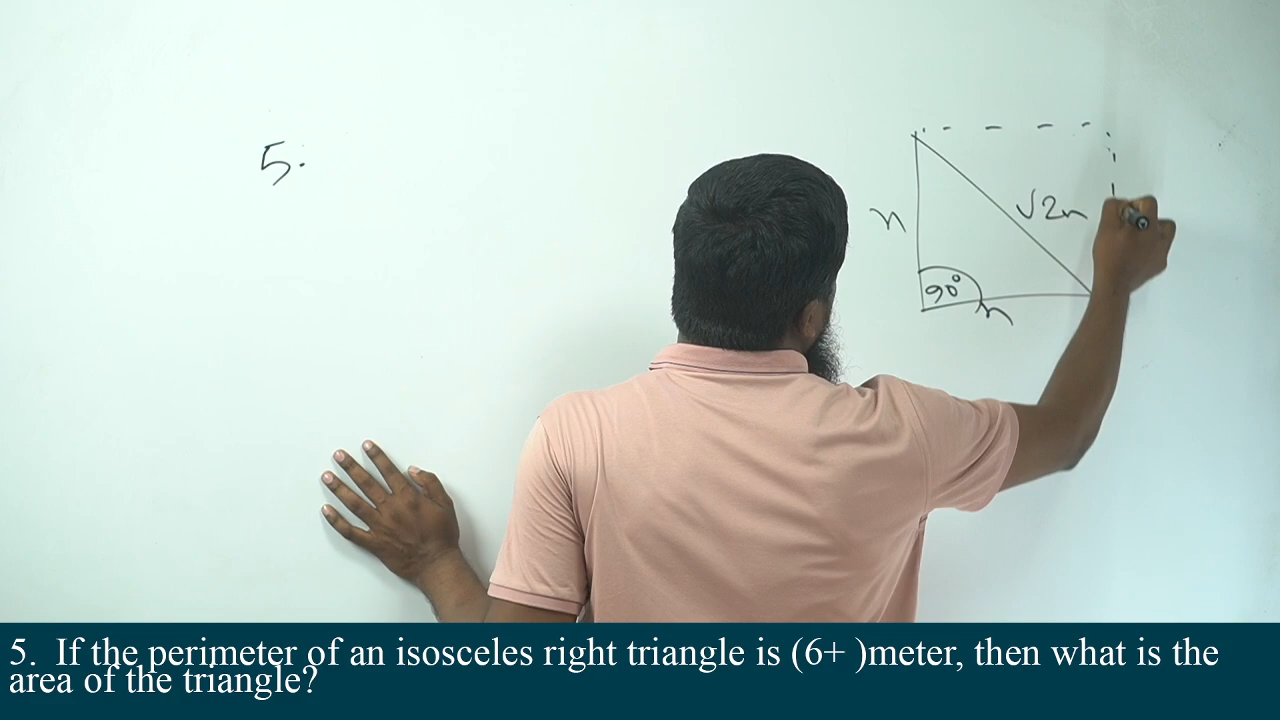 5.
n
√2n
90°
n
5. If the perimeter of an isosceles right triangle is (6+ )meter, then what is the
area of the triangle?